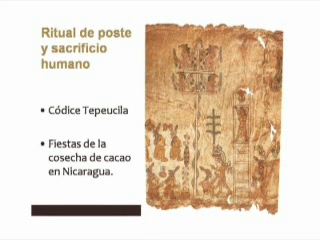 Ritual de poste
y sacrificio
humano
• Códice Tepeucila
• Fiestas de la
cosecha de cacao
en Nicaragua.